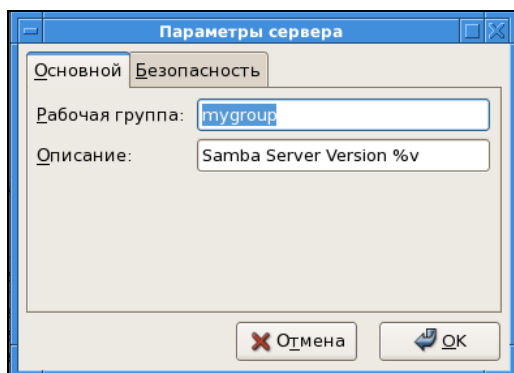 Параметры сервера
Основной Безопасность
Рабочая группа: mygroup
Описание: Samba Server Version %v
Отмена OK